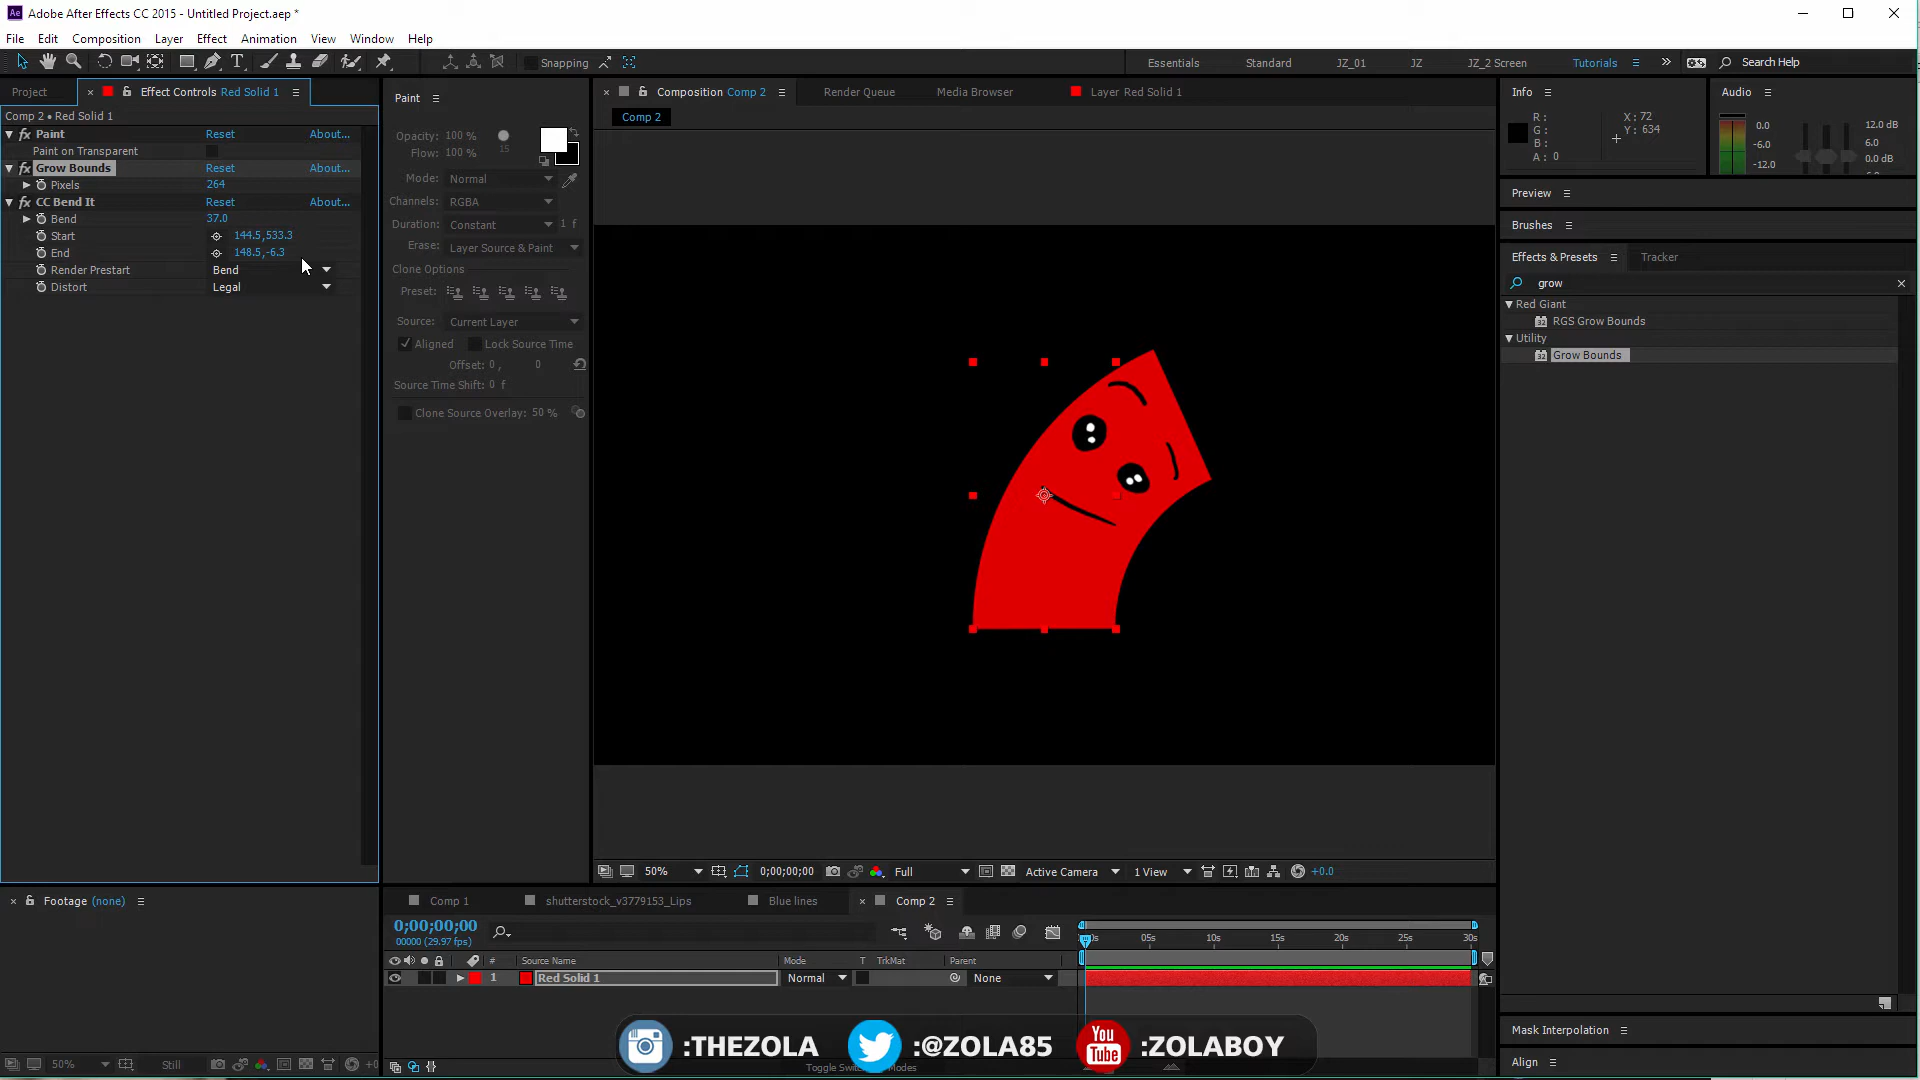 Adobe After Effects CC 2015 - Untitled Project.aep *
File Edit Composition Layer Effect Animation View Window Help
Snapping
Essentials Standard JZ_01 JZ JZ_2 Screen Tutorials Search Help
Project Effect Controls Red Solid 1
Comp 2 • Red Solid 1
fx Paint Reset About...
Paint on Transparent
fx Grow Bounds Reset About...
Pixels 264
fx CC Bend It Reset About...
Bend 37.0
Start 144.5,533.3
End 148.5,-6.3
Render Prestart Bend
Distort Legal
Paint
Opacity: 100 %
Flow: 100 %
15
Mode: Normal
Channels: RGBA
Duration: Constant 1 f
Erase: Layer Source & Paint
Clone Options
Preset:
Source: Current Layer
Aligned Lock Source Time
Offset: 0 , 0
Source Time Shift: 0 f
Clone Source Overlay: 50 %
Composition Comp 2 Render Queue Media Browser Layer Red Solid 1
Comp 2
50% 0;00;00;00 Full Active Camera 1 View +0.0
Info
R:
G:
B:
A: 0
X: 72
Y: 634
Audio
0.0
-6.0
-12.0
12.0 dB
6.0
0.0 dB
Preview
Brushes
Effects & Presets Tracker
grow
Red Giant
32 RGS Grow Bounds
Utility
32 Grow Bounds
Mask Interpolation
Align
Footage (none)
50% Still +0
Comp 1 shutterstock_v3779153_Lips Blue lines Comp 2
0;00;00;00
00000 (29.97 fps)
# Source Name Mode T TrkMat Parent
1 Red Solid 1 Normal None
05s 10s 15s 20s 25s 30s
:THEZOLA :@ZOLA85 You Tube :ZOLABOY